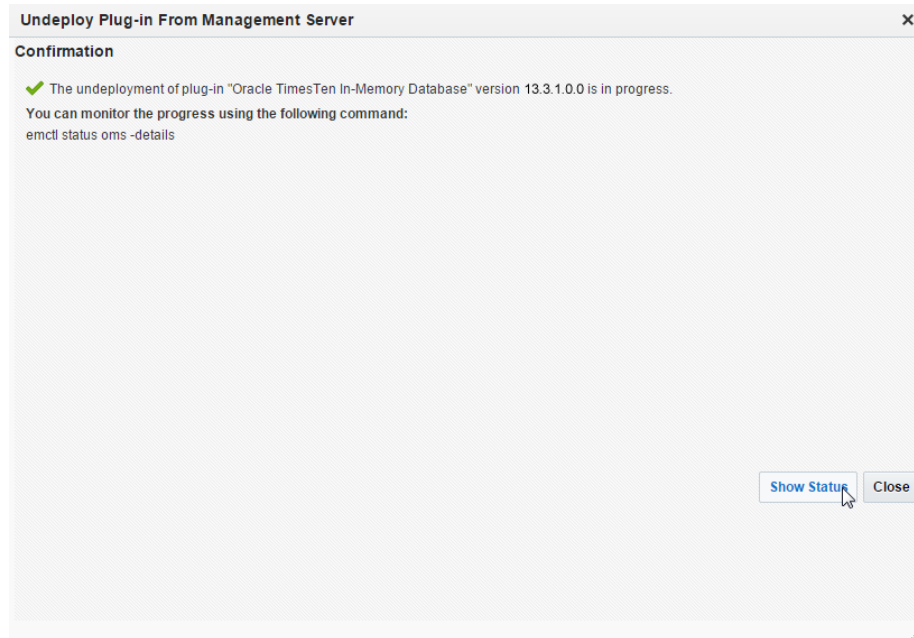 Undeploy Plug-in From Management Server
Confirmation
The undeployment of plug-in "Oracle TimesTen In-Memory Database" version 13.3.1.0.0 is in progress.
You can monitor the progress using the following command:
emctl status oms -details
Show Status
Close